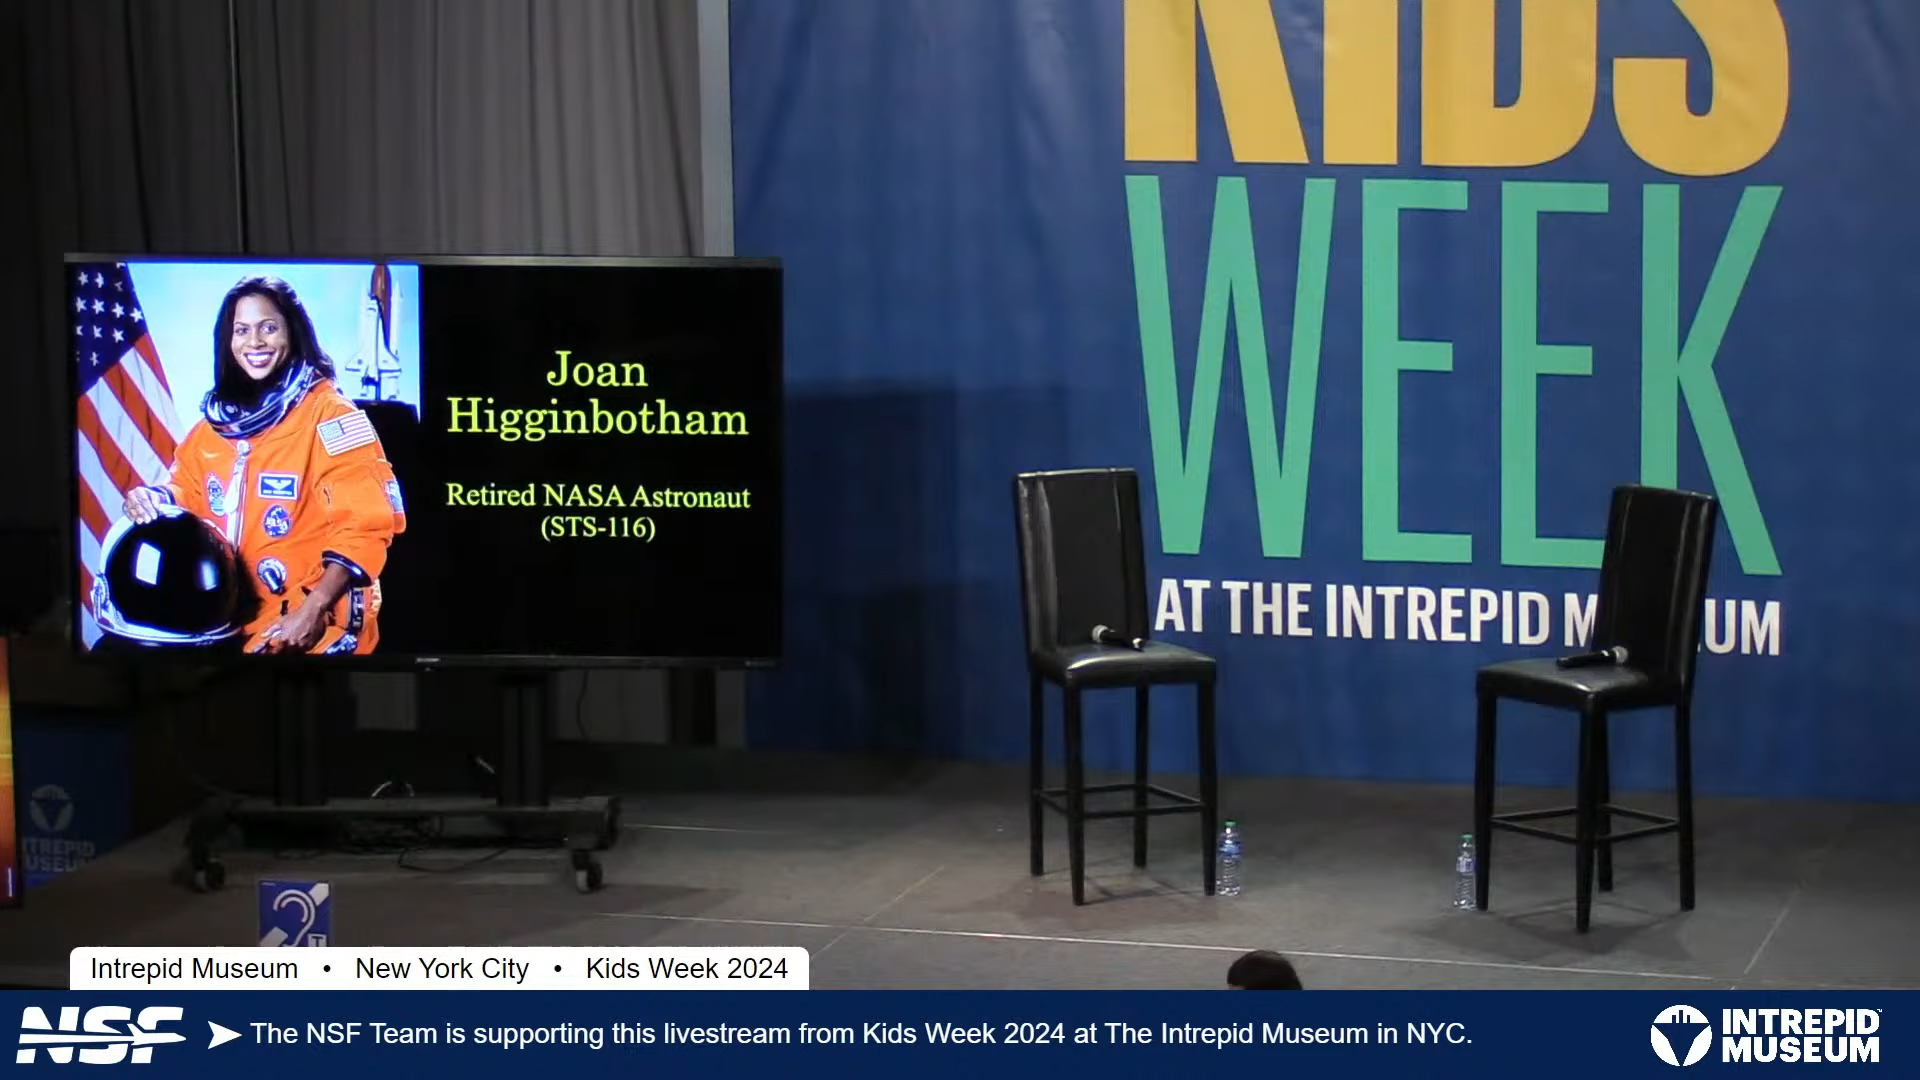 KIDS
WEEK
AT THE INTREPID M UM
Joan
Higginbotham
Retired NASA Astronaut
(STS-116)
INTREPID
MUSEUM
T
Intrepid Museum • New York City • Kids Week 2024
NSF
The NSF Team is supporting this livestream from Kids Week 2024 at The Intrepid Museum in NYC.
INTREPID
MUSEUM